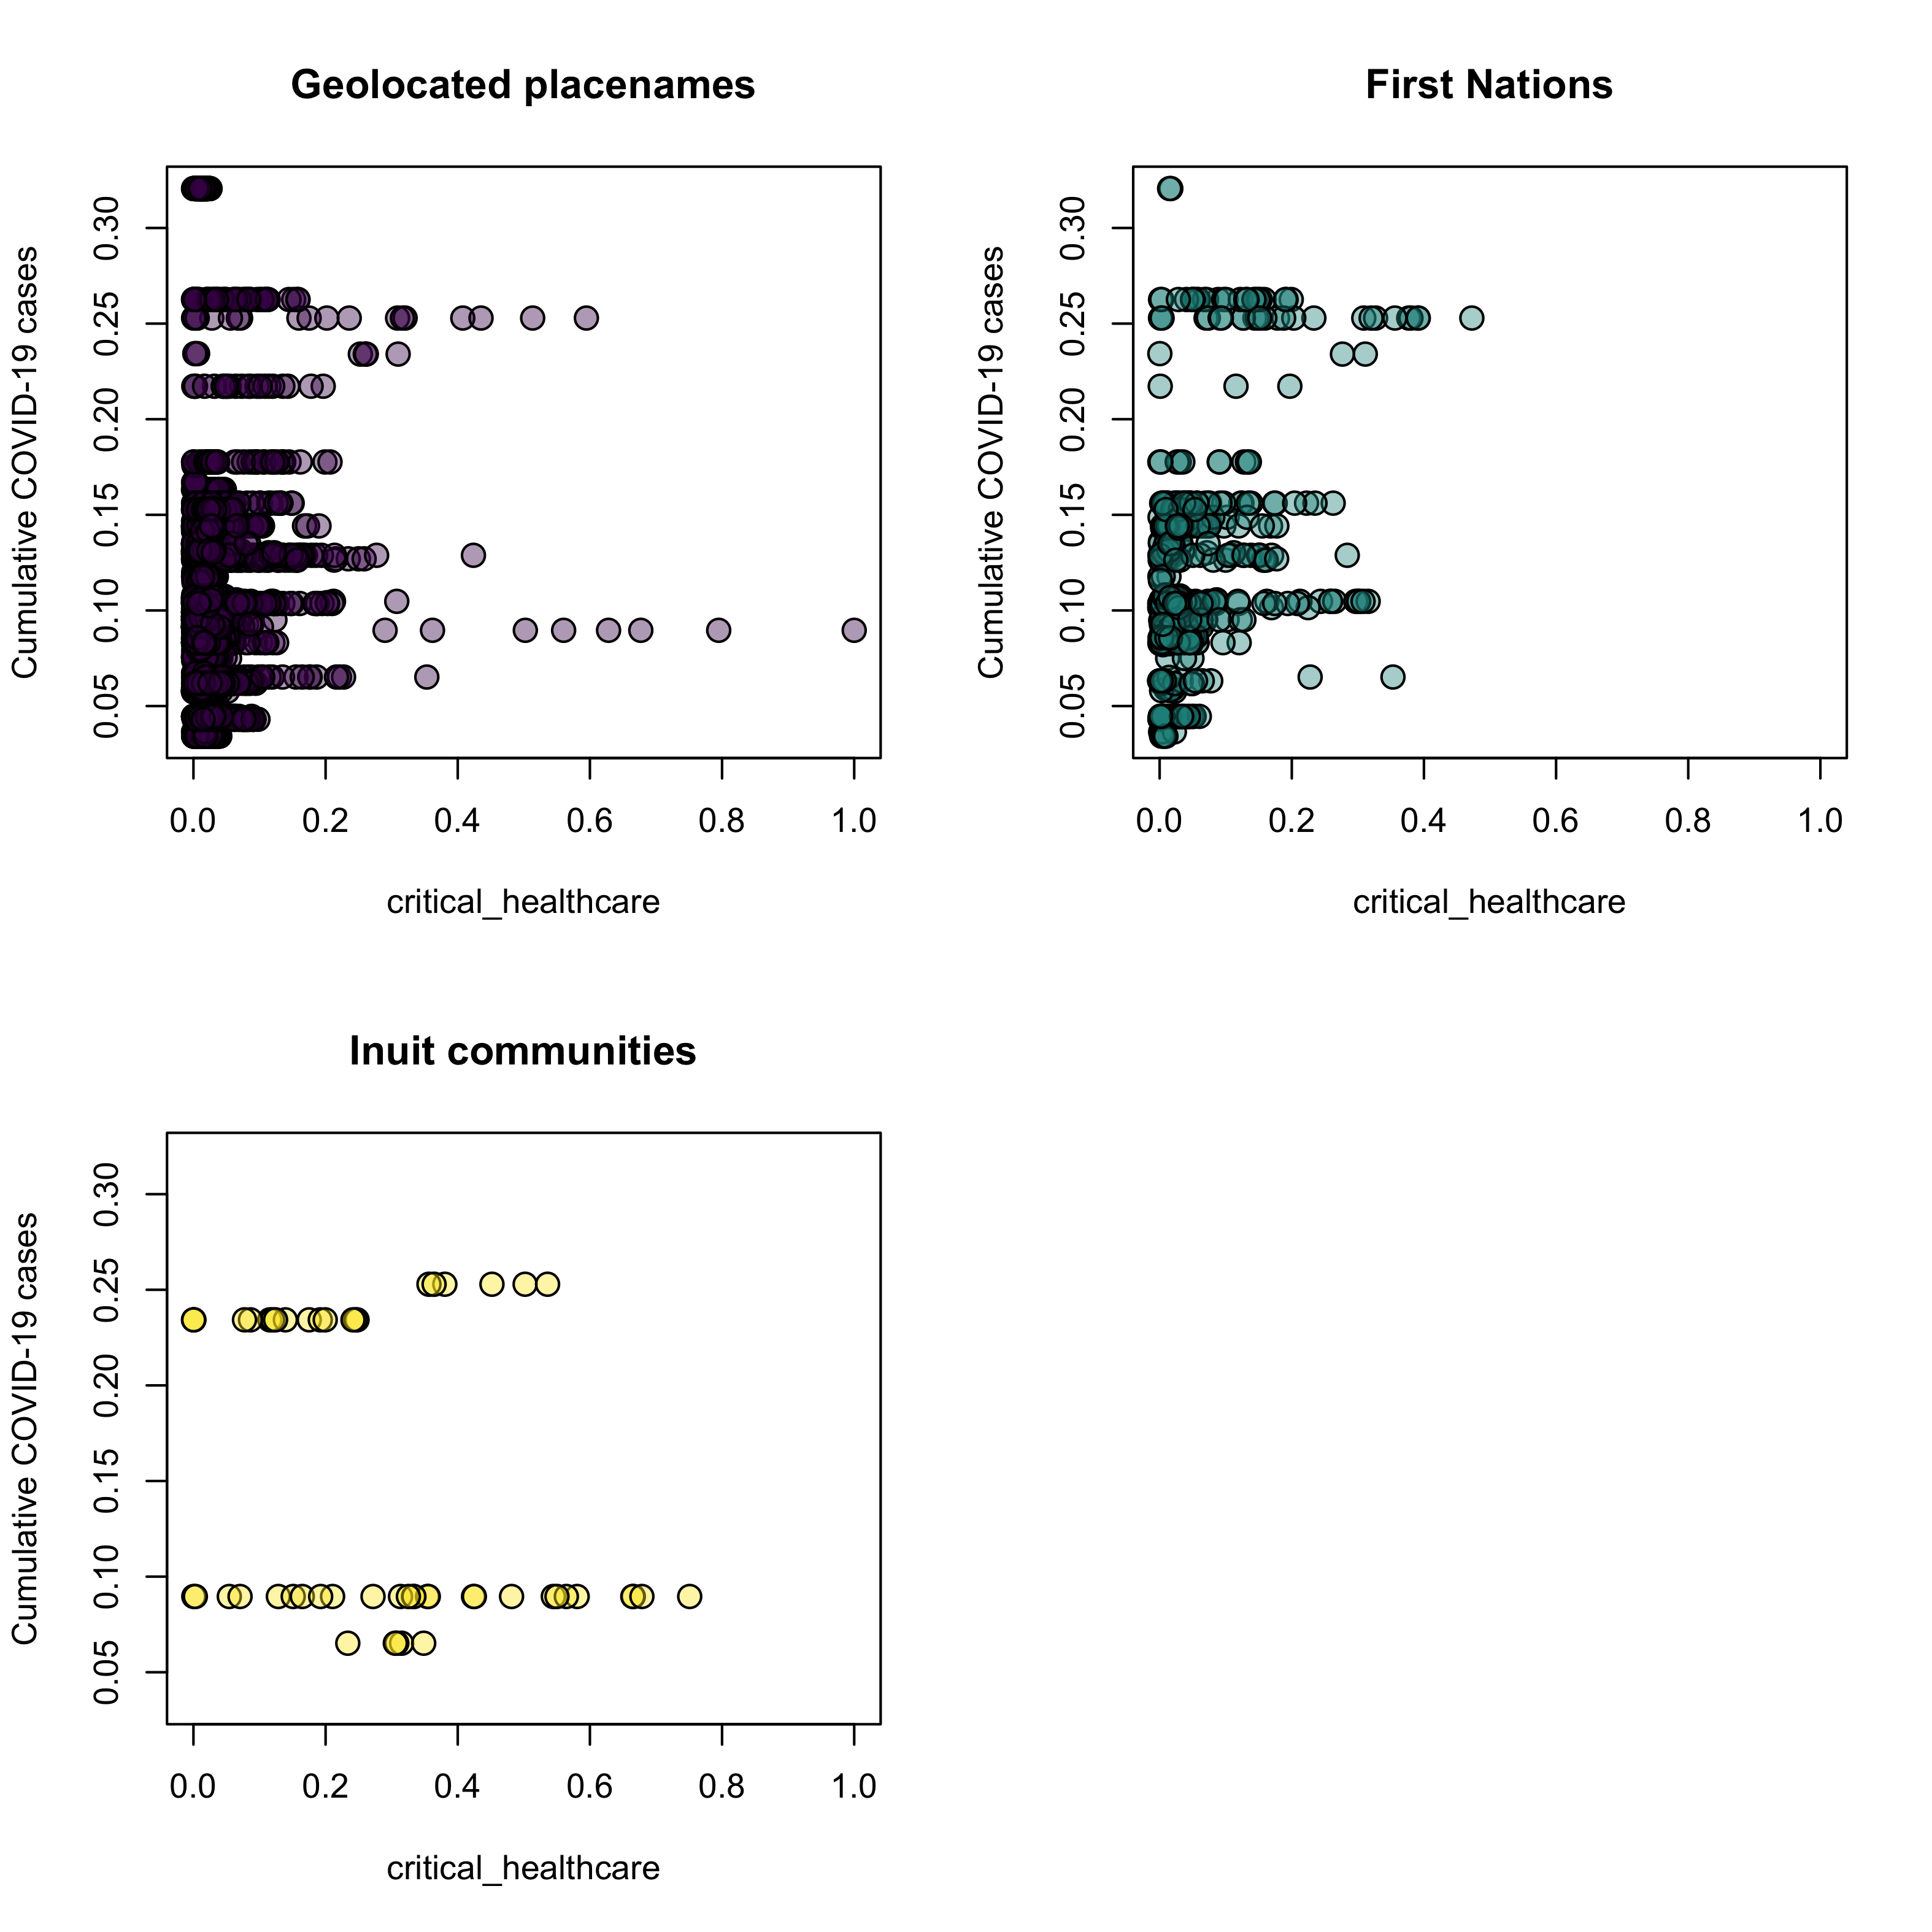 Geolocated placenames
Cumulative COVID-19 cases
0.30
0.25
0.20
0.15
0.10
0.05
0.0 0.2 0.4 0.6 0.8 1.0
critical_healthcare
First Nations
Cumulative COVID-19 cases
0.30
0.25
0.20
0.15
0.10
0.05
0.0 0.2 0.4 0.6 0.8 1.0
critical_healthcare
Inuit communities
Cumulative COVID-19 cases
0.30
0.25
0.20
0.15
0.10
0.05
0.0 0.2 0.4 0.6 0.8 1.0
critical_healthcare